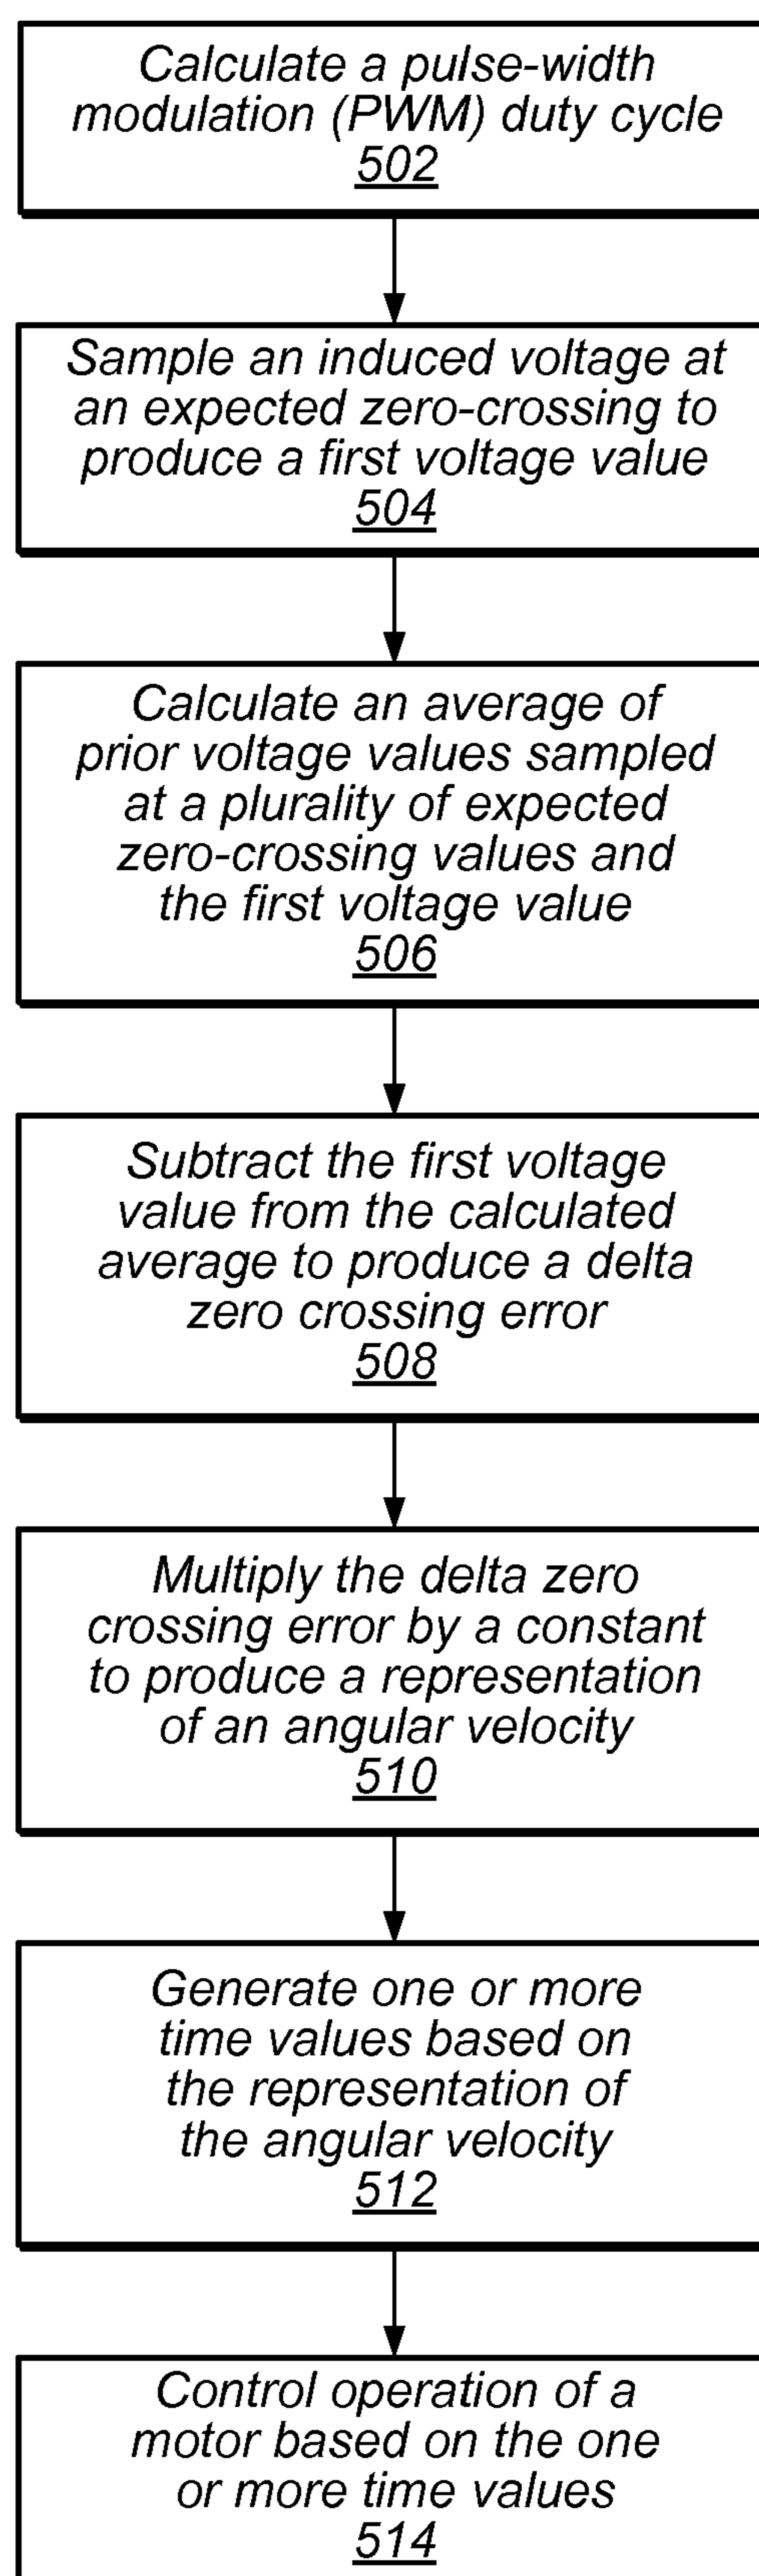 Calculate a pulse-width
modulation (PWM) duty cycle
502
Sample an induced voltage at
an expected zero-crossing to
produce a first voltage value
504
Calculate an average of
prior voltage values sampled
at a plurality of expected
zero-crossing values and
the first voltage value
506
Subtract the first voltage
value from the calculated
average to produce a delta
zero crossing error
508
Multiply the delta zero
crossing error by a constant
to produce a representation
of an angular velocity
510
Generate one or more
time values based on
the representation of
the angular velocity
512
Control operation of a
motor based on the one
or more time values
514